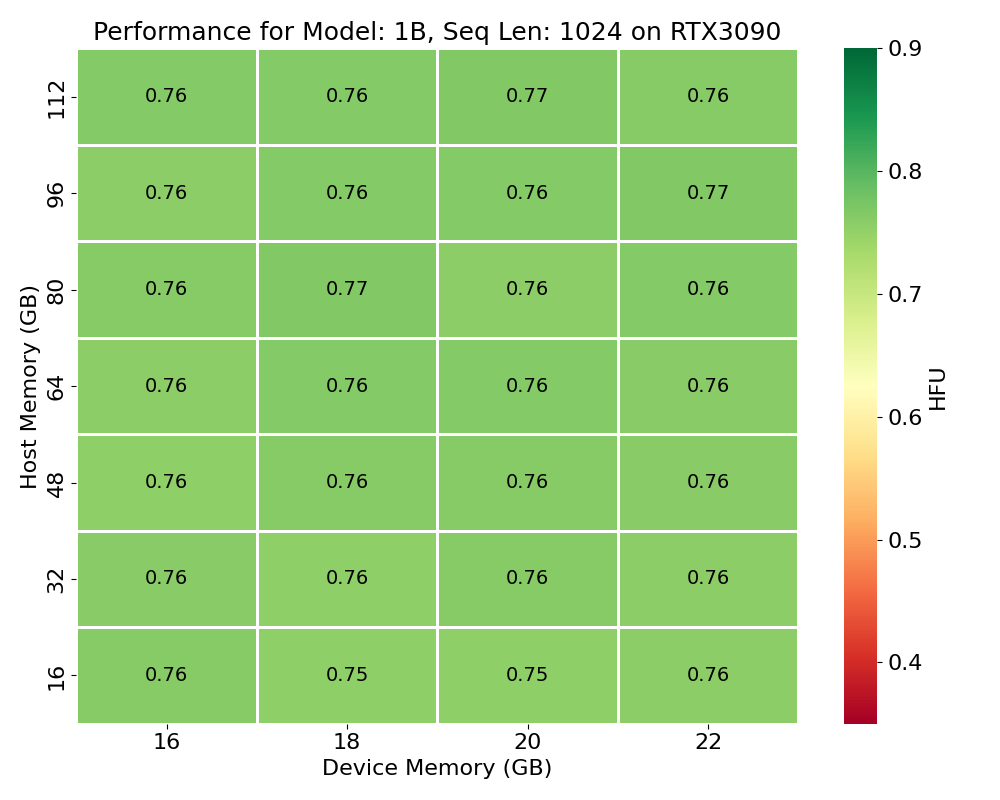 Performance for Model: 1B, Seq Len: 1024 on RTX3090
Host Memory (GB)
112 0.76 0.76 0.77 0.76
96 0.76 0.76 0.76 0.77
80 0.76 0.77 0.76 0.76
64 0.76 0.76 0.76 0.76
48 0.76 0.76 0.76 0.76
32 0.76 0.76 0.76 0.76
16 0.76 0.75 0.75 0.76
16 18 20 22
Device Memory (GB)
0.9
0.8
0.7
0.6
0.5
0.4
HFU